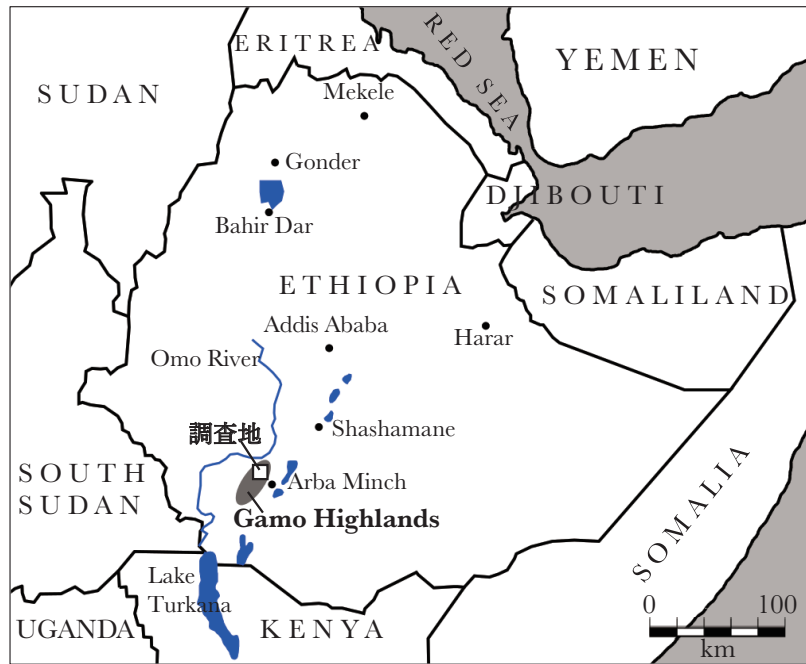 ERITREA
RED SEA
YEMEN
SUDAN
Mekele
Gonder
DJIBOUTI
Bahir Dar
ETHIOPIA
SOMALILAND
Addis Ababa
Harar
Omo River
調査地
Shashamane
SOUTH
SUDAN
Arba Minch
Gamo Highlands
SOMALIA
Lake
Turkana
0 100
km
UGANDA
KENYA